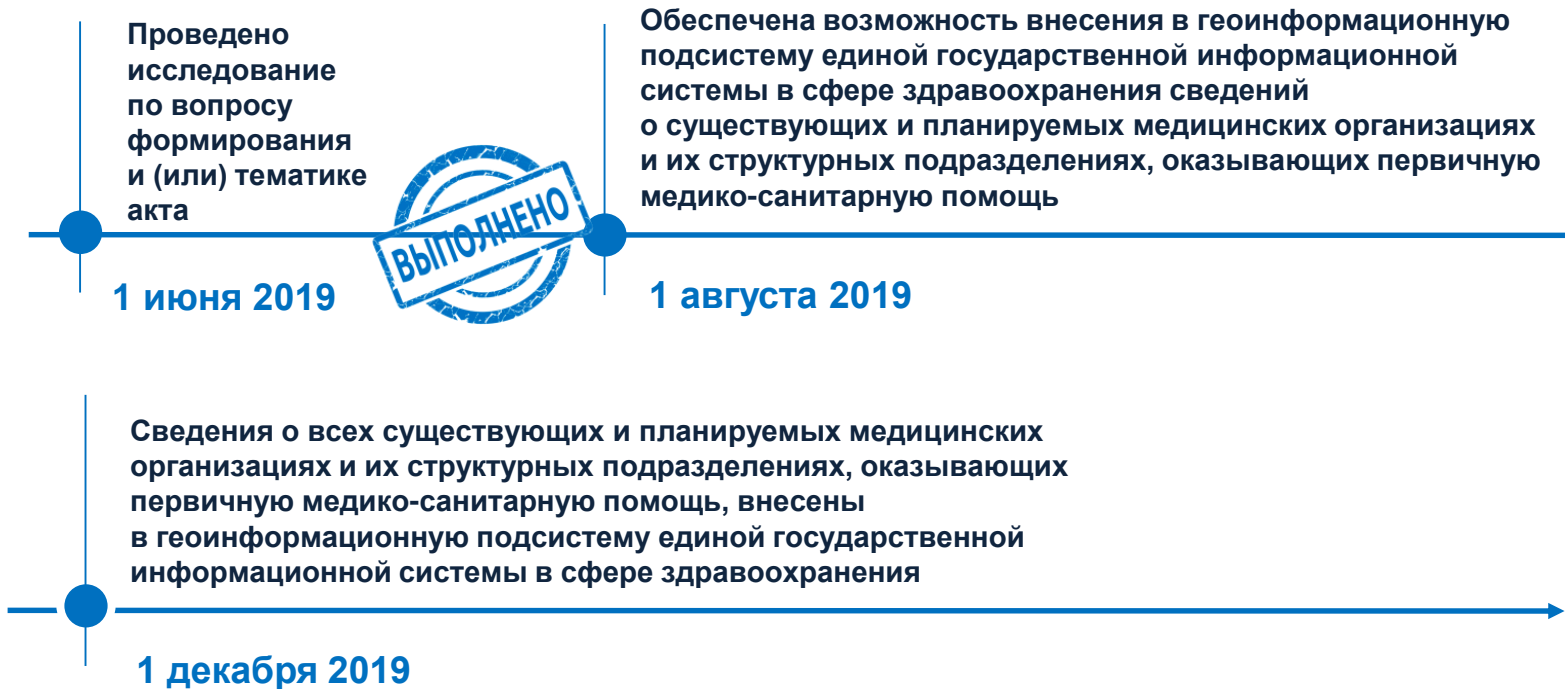 Проведено
исследование
по вопросу
формирования
и (или) тематике
акта
ВЫПОЛНЕНО
1 июня 2019
Обеспечена возможность внесения в геоинформационную
подсистему единой государственной информационной
системы в сфере здравоохранения сведений
о существующих и планируемых медицинских организациях
и их структурных подразделениях, оказывающих первичную
медико-санитарную помощь
1 августа 2019
Сведения о всех существующих и планируемых медицинских
организациях и их структурных подразделениях, оказывающих
первичную медико-санитарную помощь, внесены
в геоинформационную подсистему единой государственной
информационной системы в сфере здравоохранения
1 декабря 2019